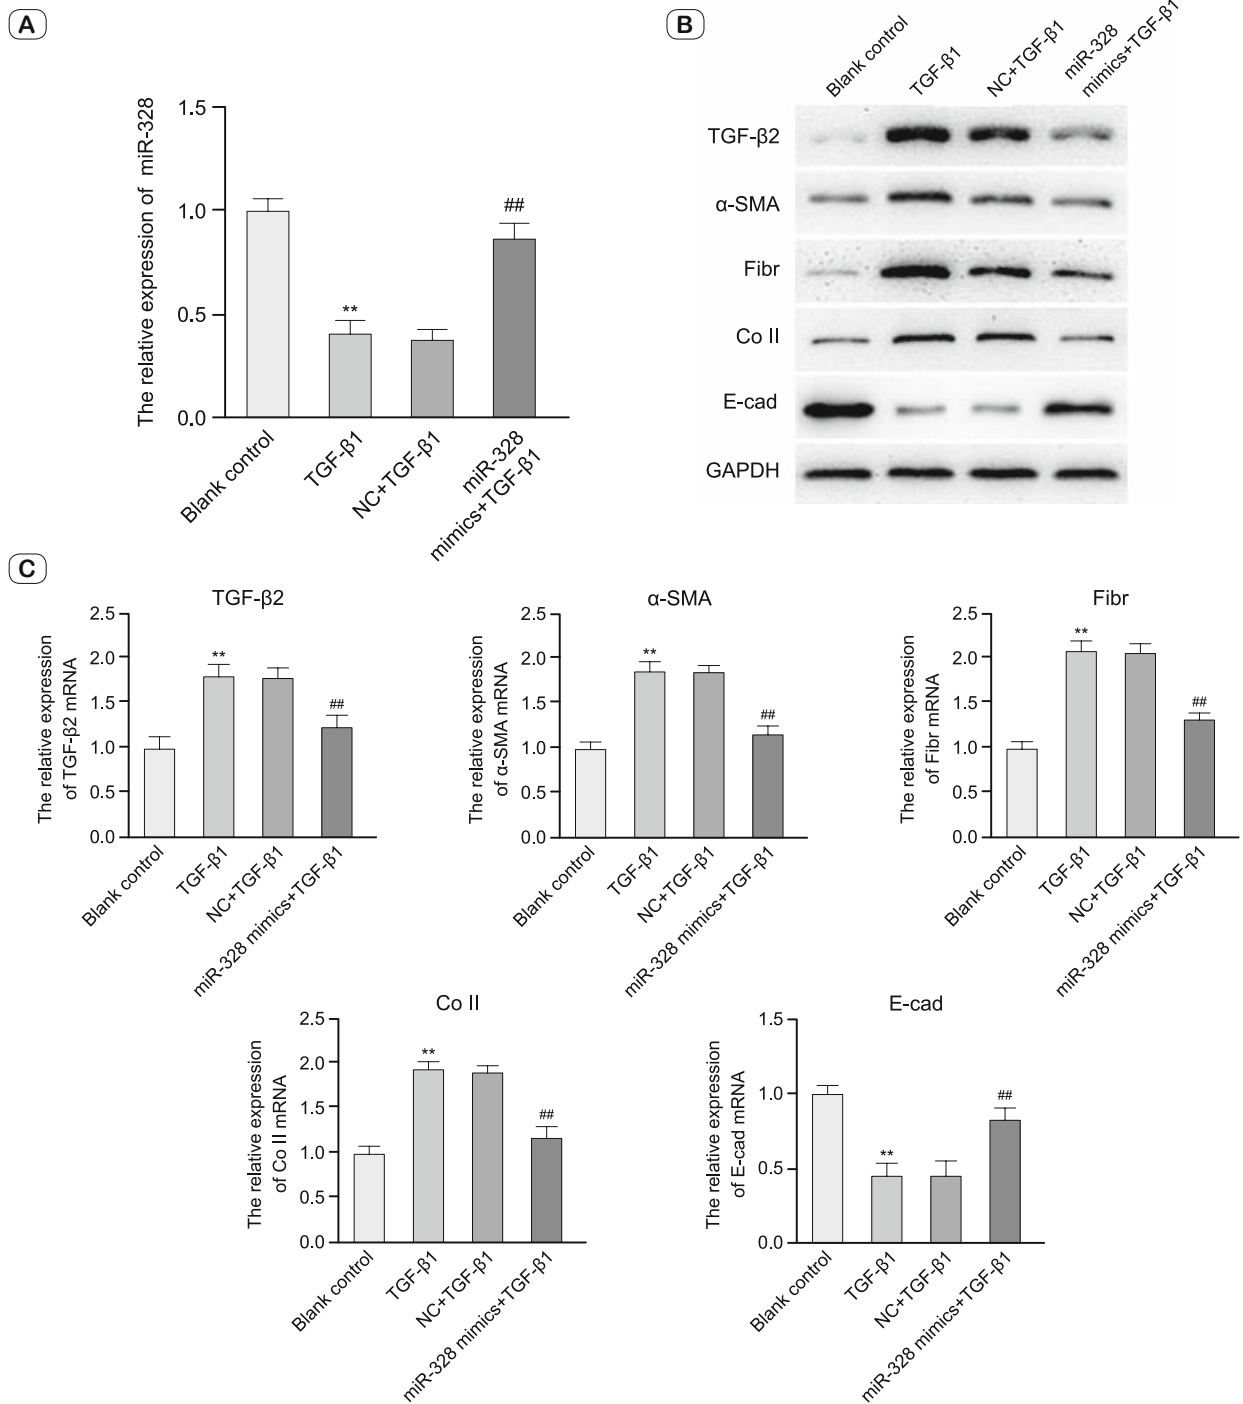 A
The relative expression of miR-328
1.5
1.0
0.5
0.0
**
##
Blank control
TGF-β1
NC+TGF-β1
miR-328
mimics+TGF-β1
B
Blank control
TGF-β1
NC+TGF-β1
miR-328
mimics+TGF-β1
TGF-β2
α-SMA
Fibr
Co II
E-cad
GAPDH
C
TGF-β2
The relative expression
of TGF-β2 mRNA
2.5
2.0
1.5
1.0
0.5
0.0
**
##
Blank control
TGF-β1
NC+TGF-β1
miR-328 mimics+TGF-β1
α-SMA
The relative expression
of α-SMA mRNA
2.5
2.0
1.5
1.0
0.5
0.0
**
##
Blank control
TGF-β1
NC+TGF-β1
miR-328 mimics+TGF-β1
Fibr
The relative expression
of Fibr mRNA
2.5
2.0
1.5
1.0
0.5
0.0
**
##
Blank control
TGF-β1
NC+TGF-β1
miR-328 mimics+TGF-β1
Co II
The relative expression
of Co II mRNA
2.5
2.0
1.5
1.0
0.5
0.0
**
##
Blank control
TGF-β1
NC+TGF-β1
miR-328 mimics+TGF-β1
E-cad
The relative expression
of E-cad mRNA
1.5
1.0
0.5
0.0
**
##
Blank control
TGF-β1
NC+TGF-β1
miR-328 mimics+TGF-β1